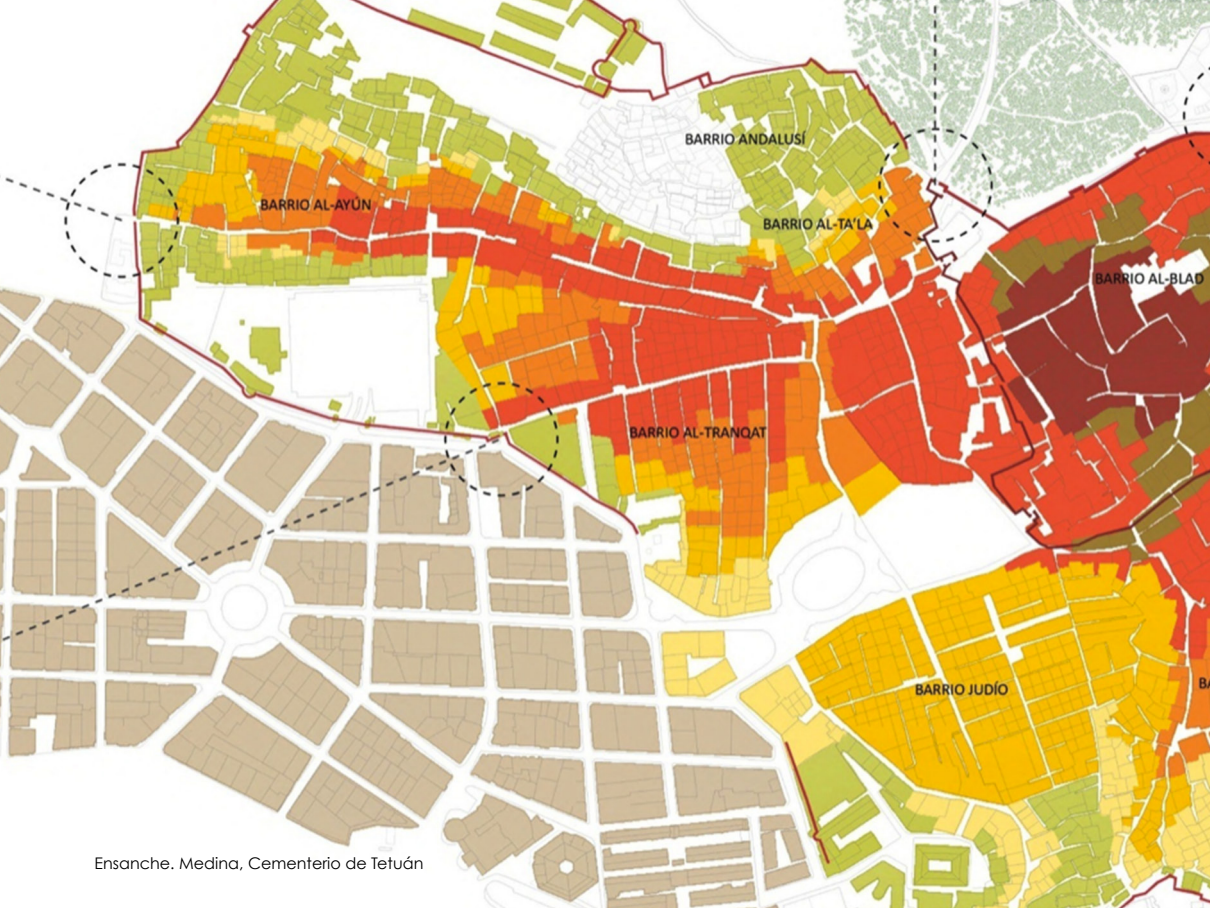 BARRIO ANDALUSÍ
BARRIO AL-AYÚN
BARRIO AL-TA'LA
BARRIO AL-BLAD
BARRIO AL-TRANQAT
BARRIO JUDÍO
BA
Ensanche. Medina, Cementerio de Tetuán